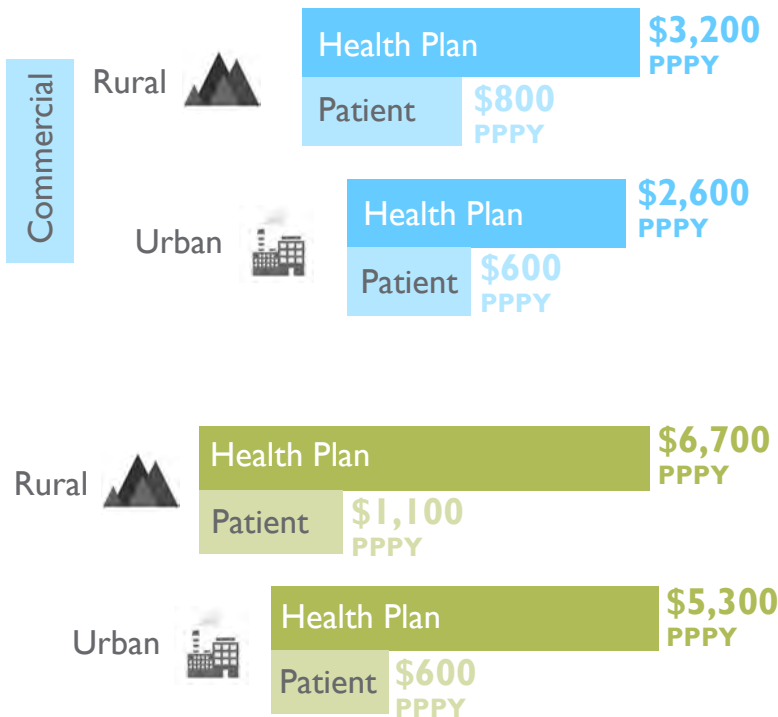 Commercial
Rural
Health Plan
$3,200
PPPY
Patient
$800
PPPY
Urban
Health Plan
$2,600
PPPY
Patient
$600
PPPY
Rural
Health Plan
$6,700
PPPY
Patient
$1,100
PPPY
Urban
Health Plan
$5,300
PPPY
Patient
$600
PPPY